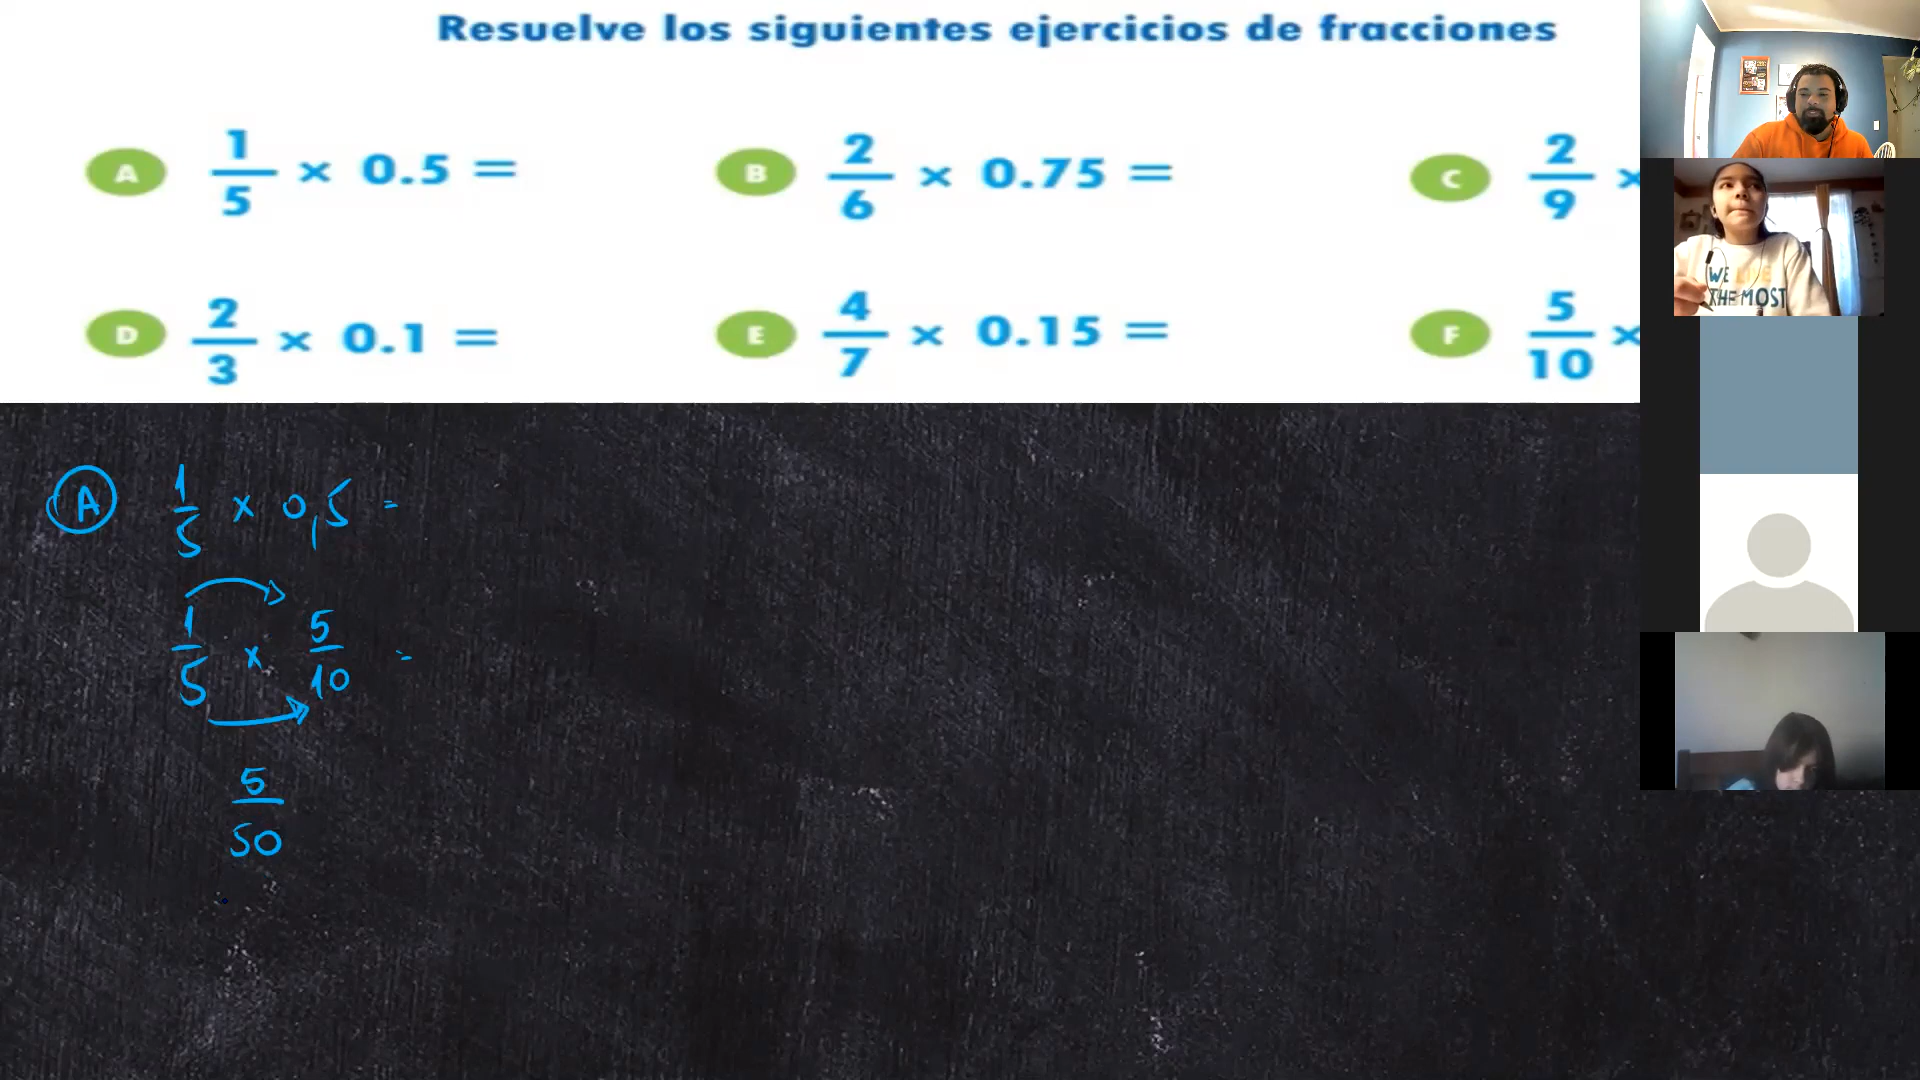 Resuelve los siguientes ejercicios de fracciones
A 1/5 × 0.5 =
B 2/6 × 0.75 =
C 2/9 ×
D 2/3 × 0.1 =
E 4/7 × 0.15 =
F 5/10 ×
A 1/5 x 0,5 =
1/5 x 5/10 =
5/50
WE LIVE
THE MOST